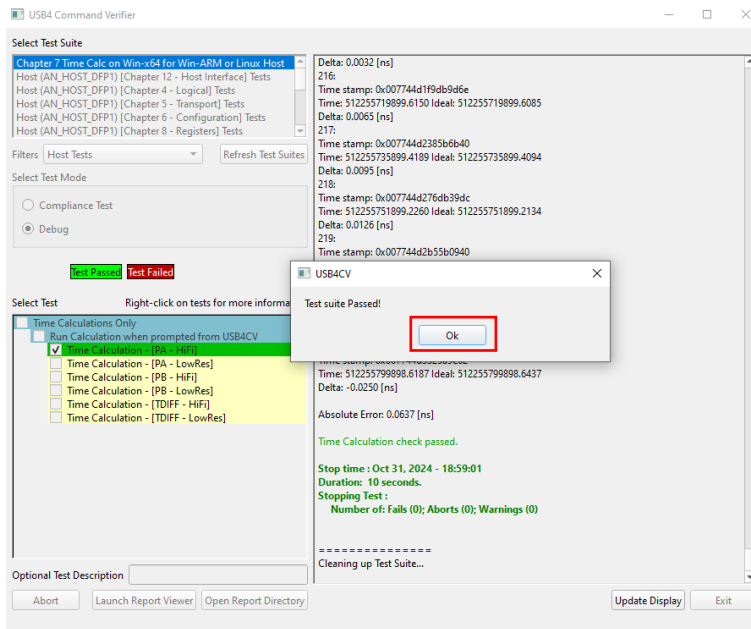 USB4 Command Verifier
Select Test Suite
Chapter 7 Time Calc on Win-x64 for Win-ARM or Linux Host
Host (AN_HOST_DFP1) [Chapter 12 - Host Interface] Tests
Host (AN_HOST_DFP1) [Chapter 4 - Logical] Tests
Host (AN_HOST_DFP1) [Chapter 5 - Transport] Tests
Host (AN_HOST_DFP1) [Chapter 6 - Configuration] Tests
Host (AN_HOST_DFP1) [Chapter 8 - Registers] Tests
Filters
Host Tests
Refresh Test Suites
Select Test Mode
Compliance Test
Debug
Test Passed
Test Failed
Select Test
Right-click on tests for more informa
Time Calculations Only
Run Calculation when prompted from USB4CV
Time Calculation - [PA - HiFi]
Time Calculation - [PA - LowRes]
Time Calculation - [PB - HiFi]
Time Calculation - [PB - LowRes]
Time Calculation - [TDIFF - HiFi]
Time Calculation - [TDIFF - LowRes]
Optional Test Description
Abort
Launch Report Viewer
Open Report Directory
Delta: 0.0032 [ns]
216:
Time stamp: 0x007744d1f9db9d6e
Time: 512255719899.6150 Ideal: 512255719899.6085
Delta: 0.0065 [ns]
217:
Time stamp: 0x007744d2385b6b40
Time: 512255735899.4189 Ideal: 512255735899.4094
Delta: 0.0095 [ns]
218:
Time stamp: 0x007744d276db39dc
Time: 512255751899.2260 Ideal: 512255751899.2134
Delta: 0.0126 [ns]
219:
Time stamp: 0x007744d2b55b0940
USB4CV
Test suite Passed!
Ok
Time: 512255799898.6187 Ideal: 512255799898.6437
Delta: -0.0250 [ns]
Absolute Error: 0.0637 [ns]
Time Calculation check passed.
Stop time : Oct 31, 2024 - 18:59:01
Duration: 10 seconds.
Stopping Test :
Number of: Fails (0); Aborts (0); Warnings (0)
===============
Cleaning up Test Suite...
Update Display
Exit